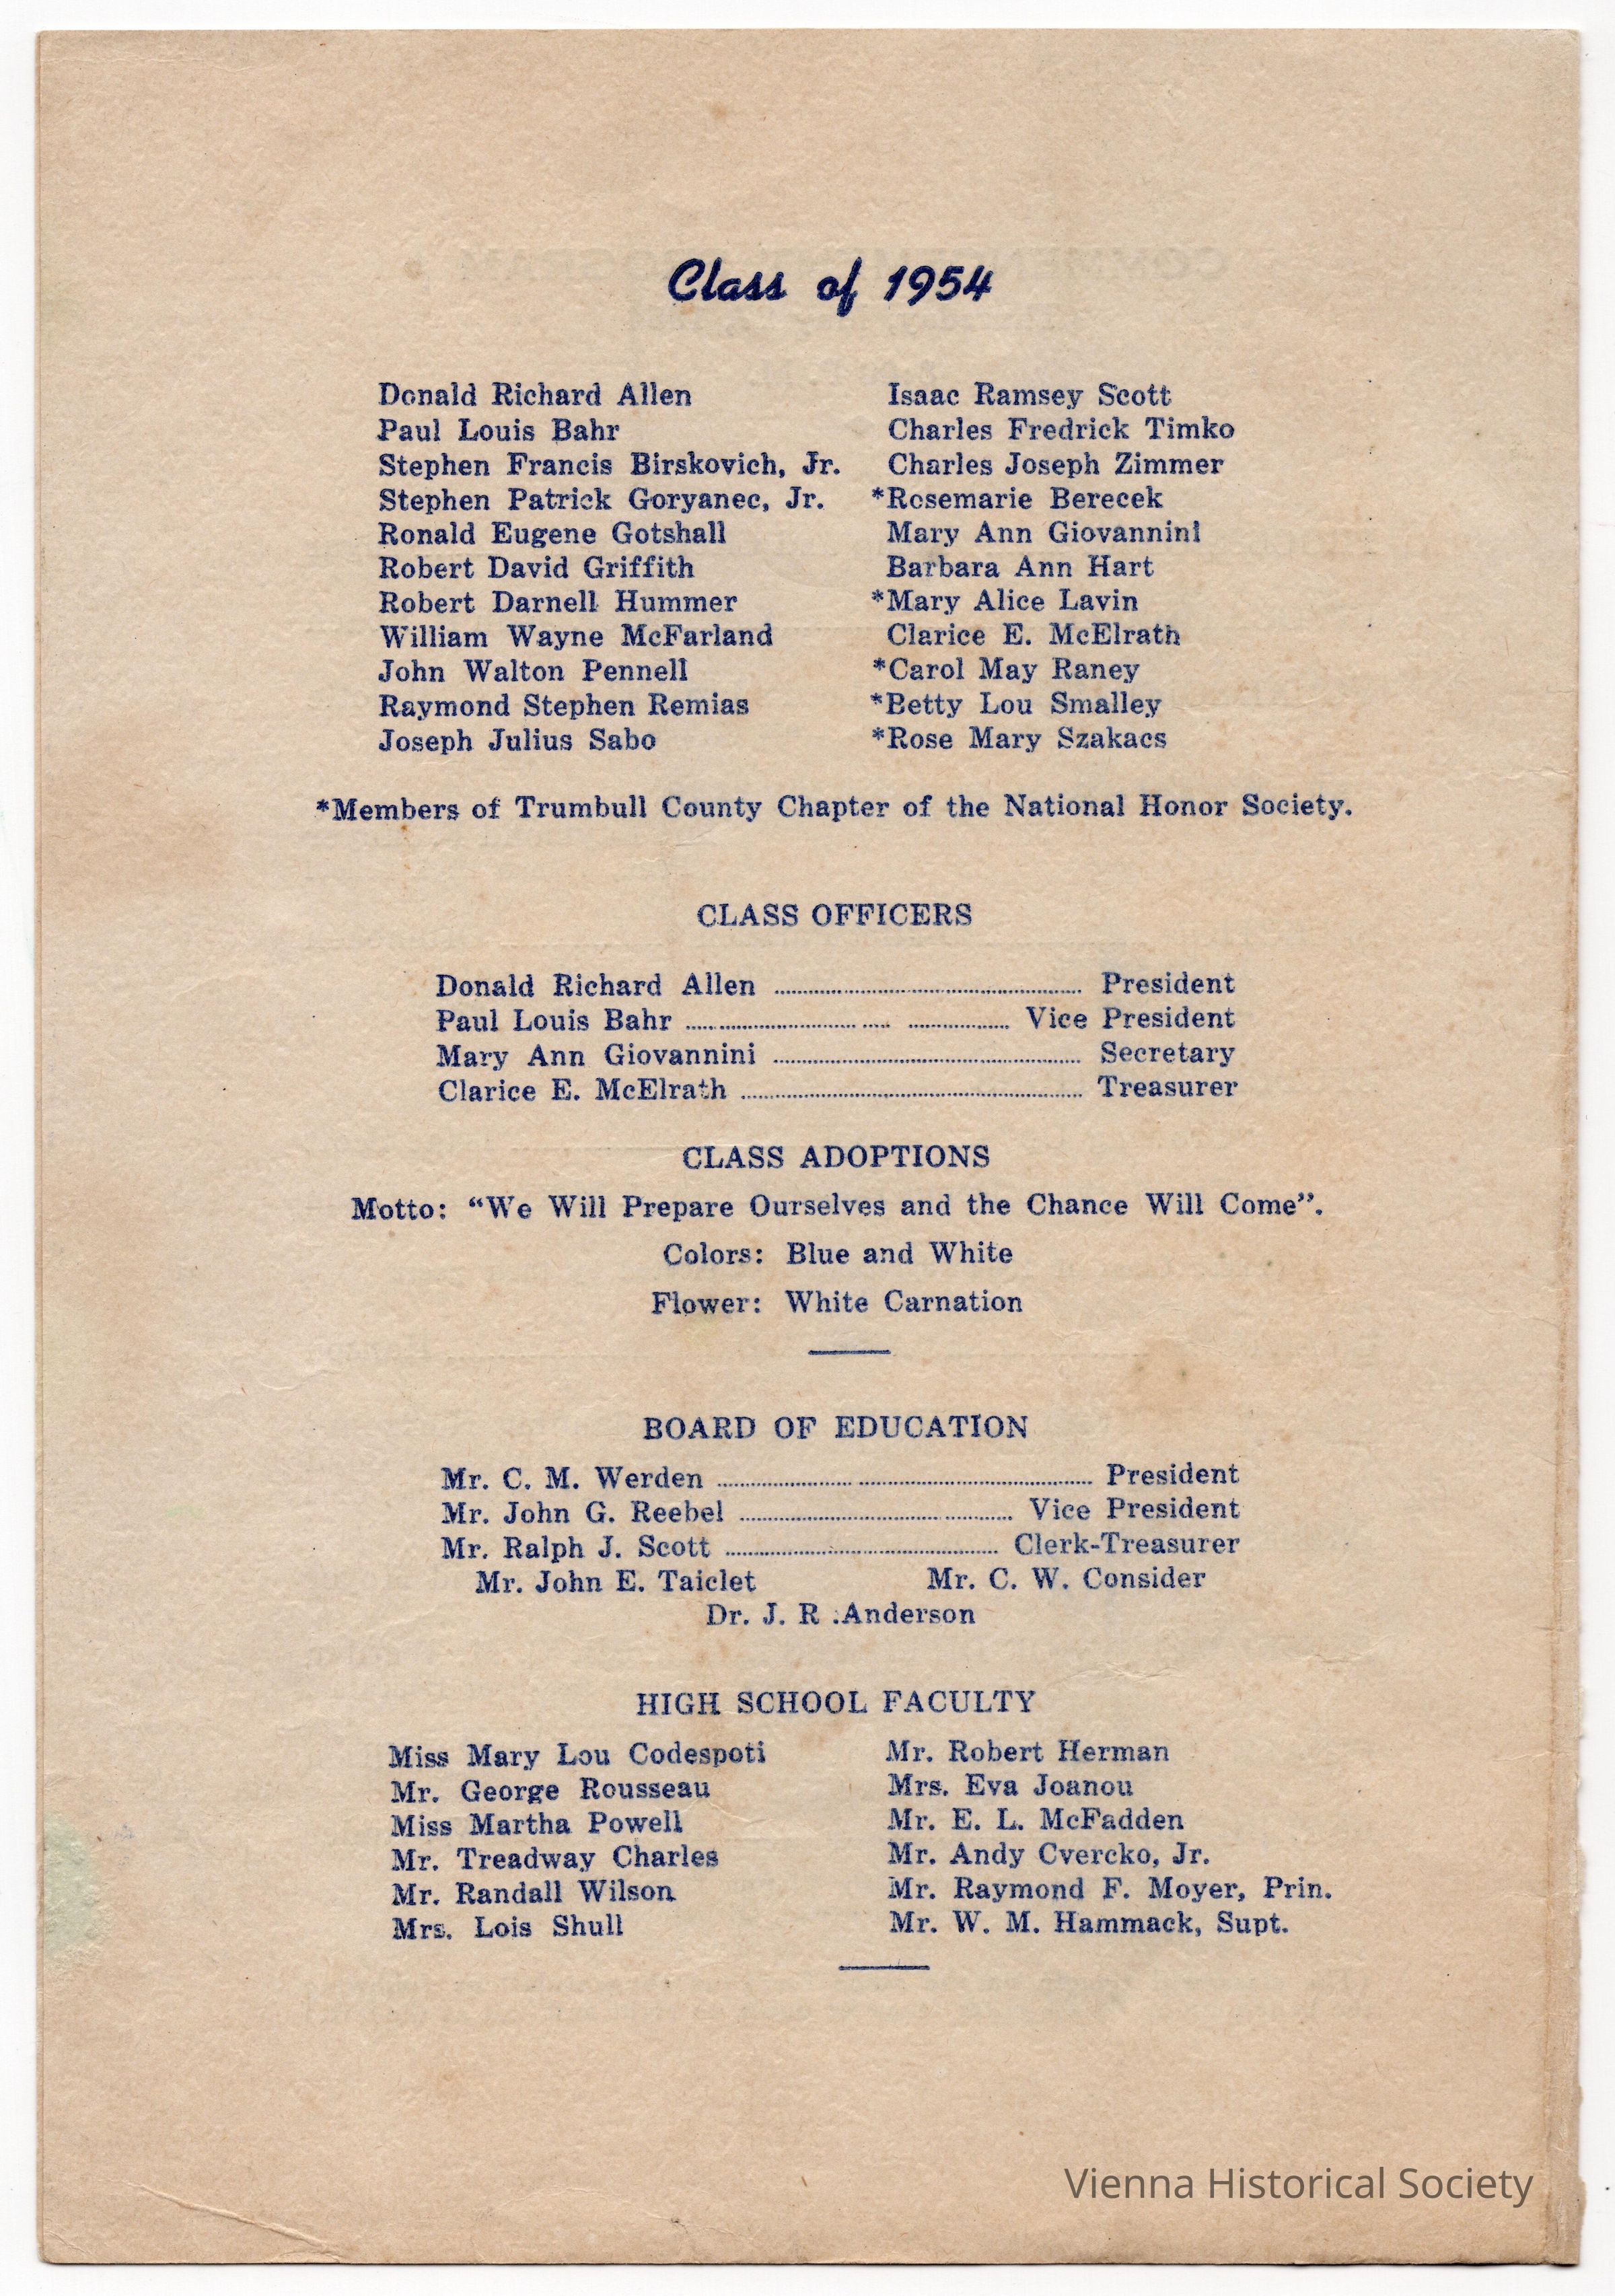 Class of 1954
Donald Richard Allen
Paul Louis Bahr
Stephen Francis Birskovich, Jr.
Stephen Patrick Goryanec, Jr.
Ronald Eugene Gotshall
Robert David Griffith
Robert Darnell Hummer
William Wayne McFarland
John Walton Pennell
Raymond Stephen Remias
Joseph Julius Sabo
Isaac Ramsey Scott
Charles Fredrick Timko
Charles Joseph Zimmer
*Rosemarie Berecek
Mary Ann Giovannini
Barbara Ann Hart
*Mary Alice Lavin
Clarice E. McElrath
*Carol May Raney
*Betty Lou Smalley
*Rose Mary Szakacs
*Members of Trumbull County Chapter of the National Honor Society.
CLASS OFFICERS
Donald Richard Allen ........................ President
Paul Louis Bahr ........................ Vice President
Mary Ann Giovannini ........................ Secretary
Clarice E. McElrath ........................ Treasurer
CLASS ADOPTIONS
Motto: “We Will Prepare Ourselves and the Chance Will Come”.
Colors: Blue and White
Flower: White Carnation
BOARD OF EDUCATION
Mr. C. M. Werden ........................ President
Mr. John G. Reebel ........................ Vice President
Mr. Ralph J. Scott ........................ Clerk-Treasurer
Mr. John E. Taiclet Mr. C. W. Consider
Dr. J. R .Anderson
HIGH SCHOOL FACULTY
Miss Mary Lou Codespoti
Mr. George Rousseau
Miss Martha Powell
Mr. Treadway Charles
Mr. Randall Wilson
Mrs. Lois Shull
Mr. Robert Herman
Mrs. Eva Joanou
Mr. E. L. McFadden
Mr. Andy Cvercko, Jr.
Mr. Raymond F. Moyer, Prin.
Mr. W. M. Hammack, Supt.
Vienna Historical Society